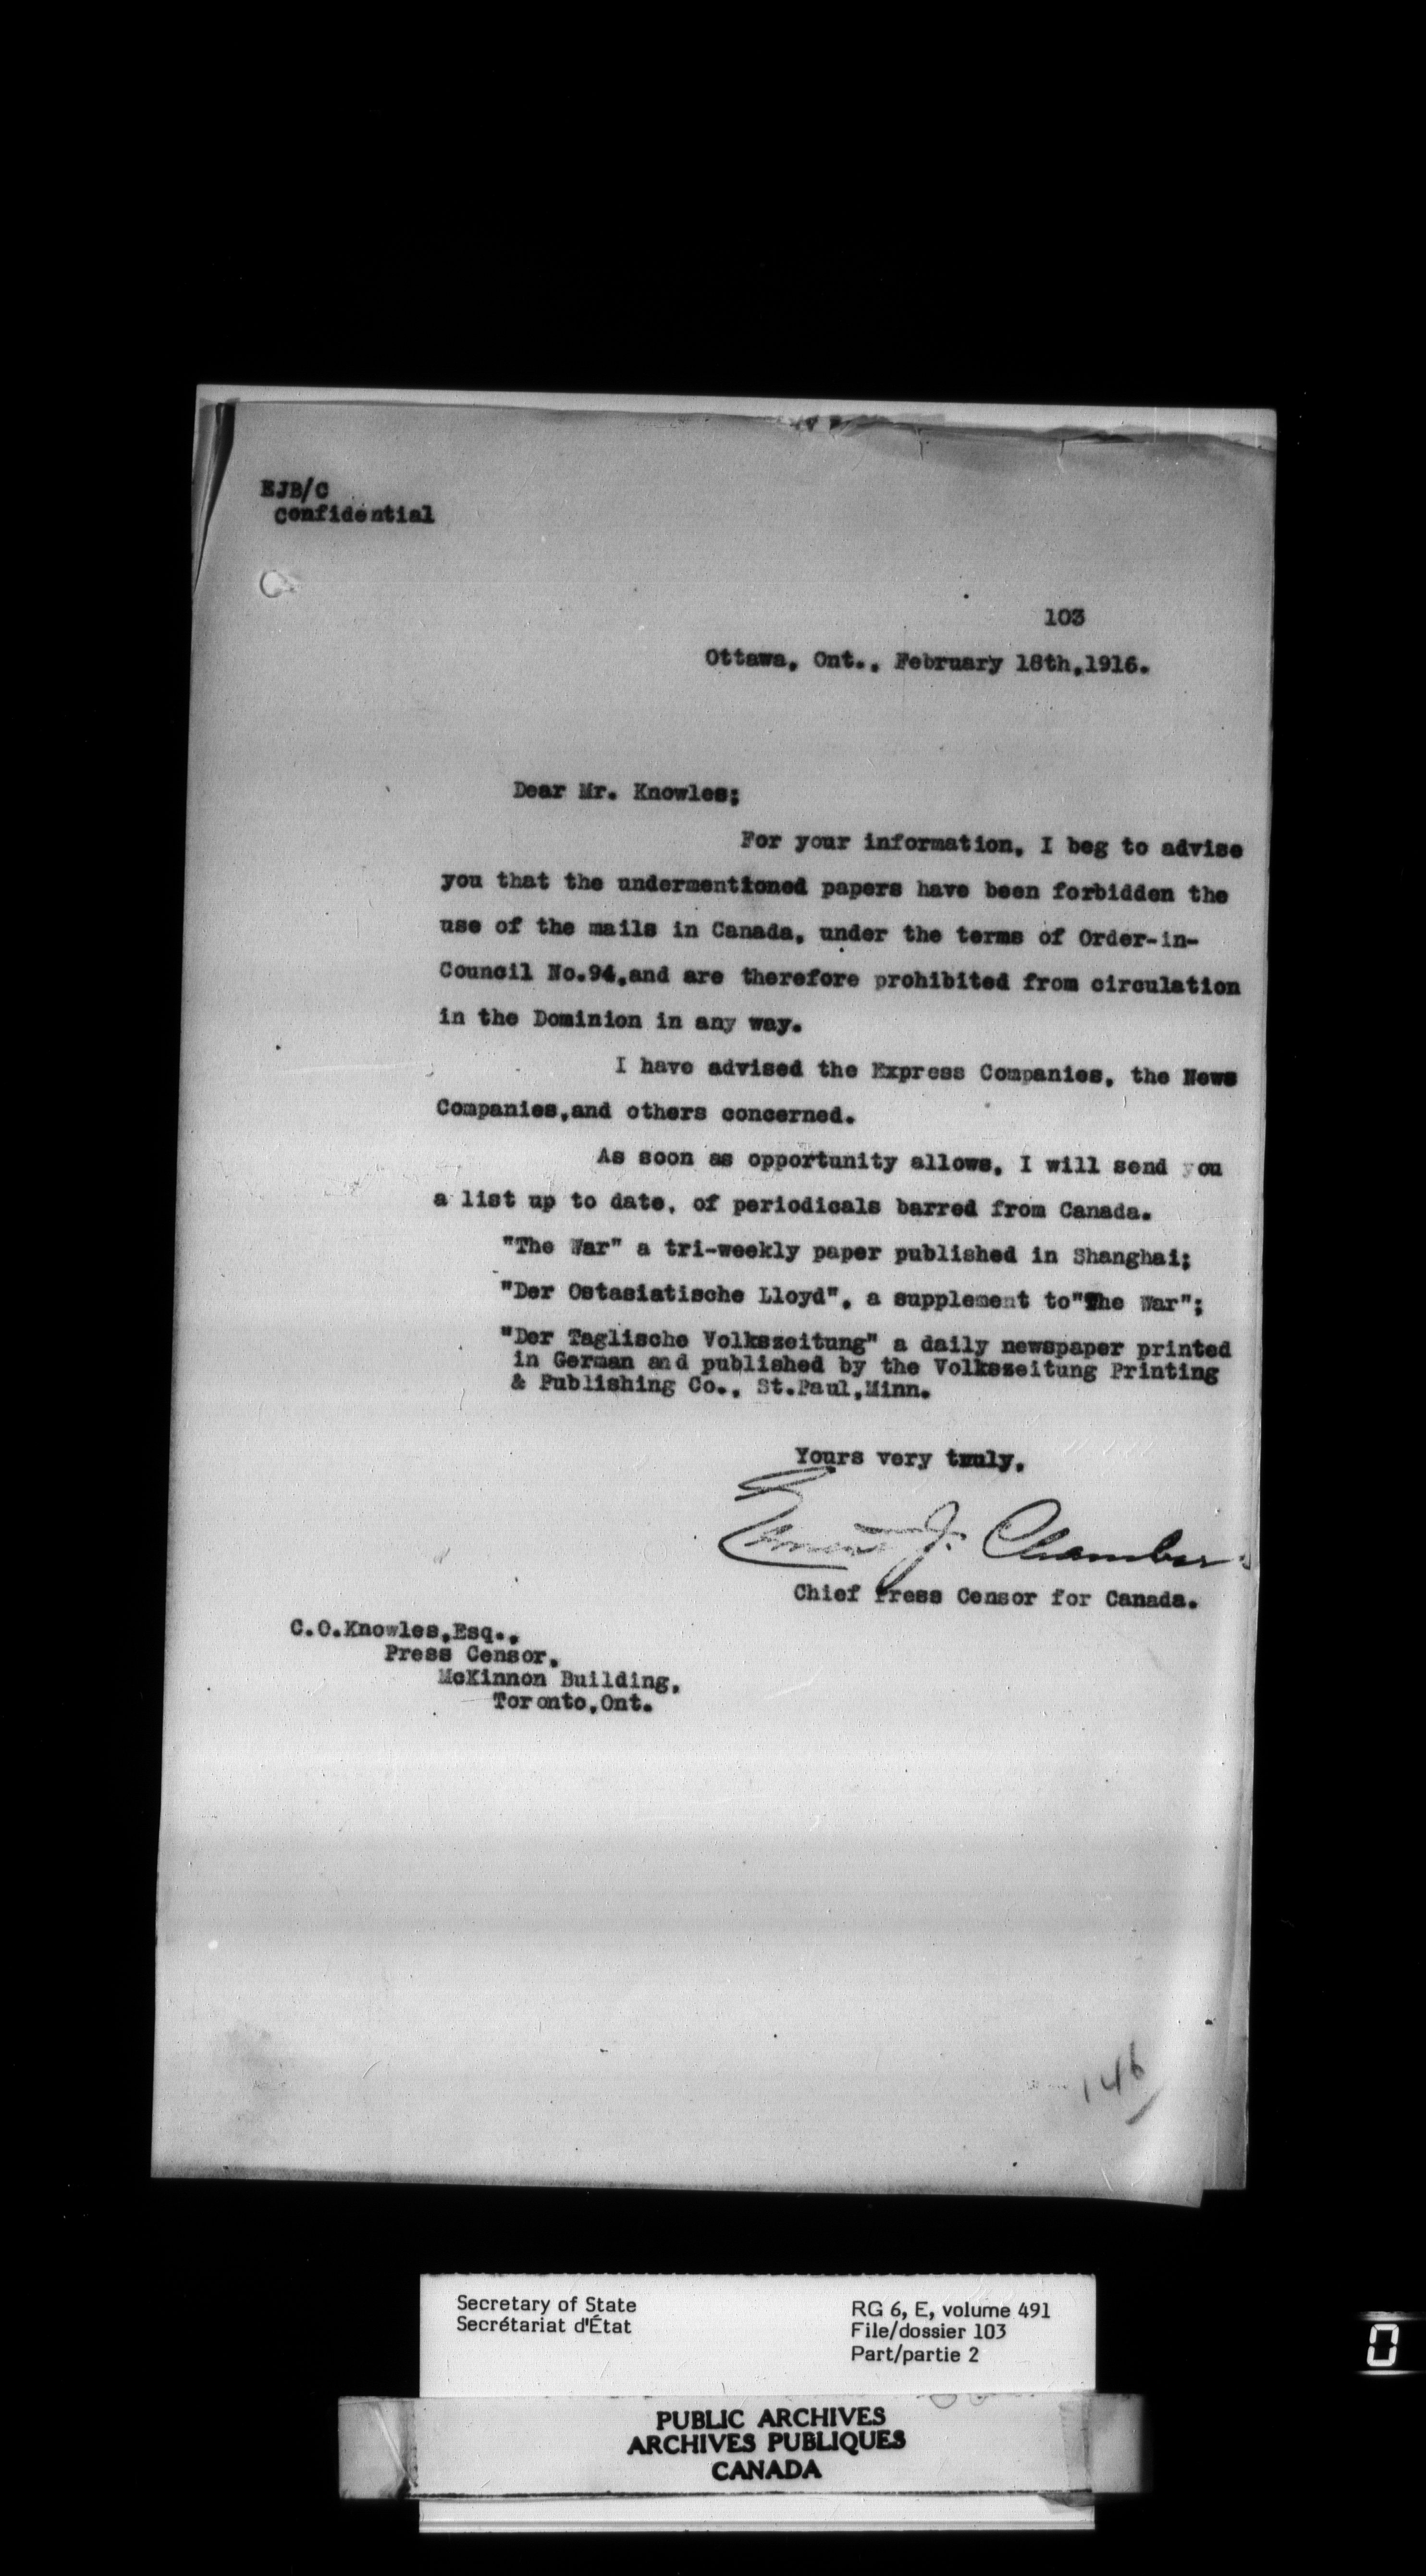 EJB/C
Confidential
103
Ottawa, Ont., February 18th,1916.
Dear Mr. Knowles;
For your information, I beg to advise
you that the undermentioned papers have been forbidden the
use of the mails in Canada, under the terms of Order-in-
Council No.94,and are therefore prohibited from circulation
in the Dominion in any way.
I have advised the Express Companies, the News
Companies,and others concerned.
As soon as opportunity allows, I will send you
a list up to date, of periodicals barred from Canada.
"The War" a tri-weekly paper published in Shanghai;
"Der Ostasiatische Lloyd", a supplement to"The War";
"Der Taglische Volkszeitung" a daily newspaper printed
in German and published by the Volkszeitung Printing
& Publishing Co., St.Paul,Minn.
Yours very truly,
Ernest J. Chambers
Chief Press Censor for Canada.
C.O.Knowles,Esq.,
Press Censor,
McKinnon Building,
Toronto,Ont.
146
Secretary of State
Secrétariat d'État
RG 6, E, volume 491
File/dossier 103
Part/partie 2
PUBLIC ARCHIVES
ARCHIVES PUBLIQUES
CANADA
0